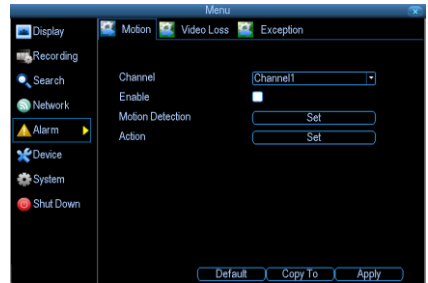 Menu
Display
Recording
Search
Network
Alarm
Device
System
Shut Down
Motion Video Loss Exception
Channel Channel1
Enable
Motion Detection Set
Action Set
Default Copy To Apply